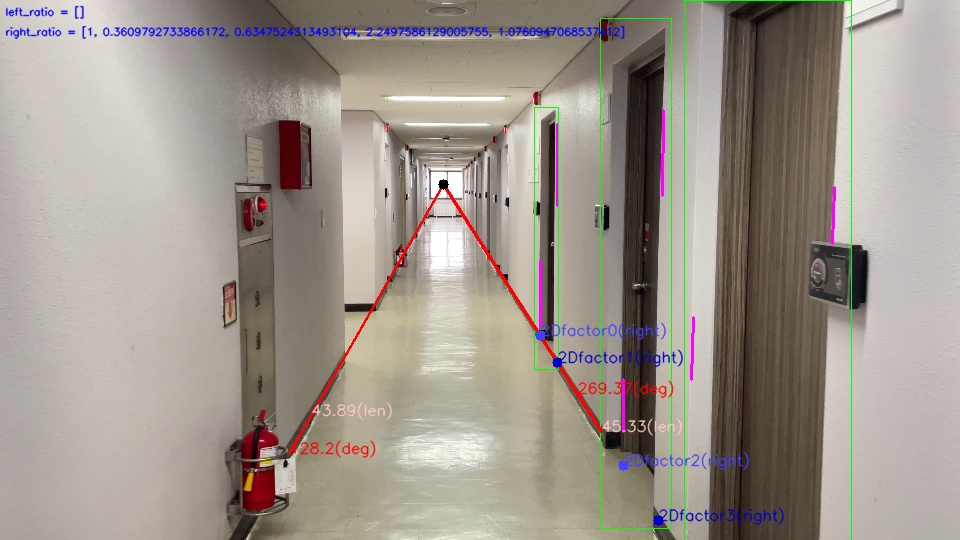 left_ratio = []
right_ratio = [1, 0.3609792733866172, 0.6347524313493104, 2.2497586129005755, 1.0760947068537412]
2Dfactor0(right)
2Dfactor1(right)
269.37(deg)
43.89(len)
45.33(len)
28.2(deg)
2Dfactor2(right)
2Dfactor3(right)